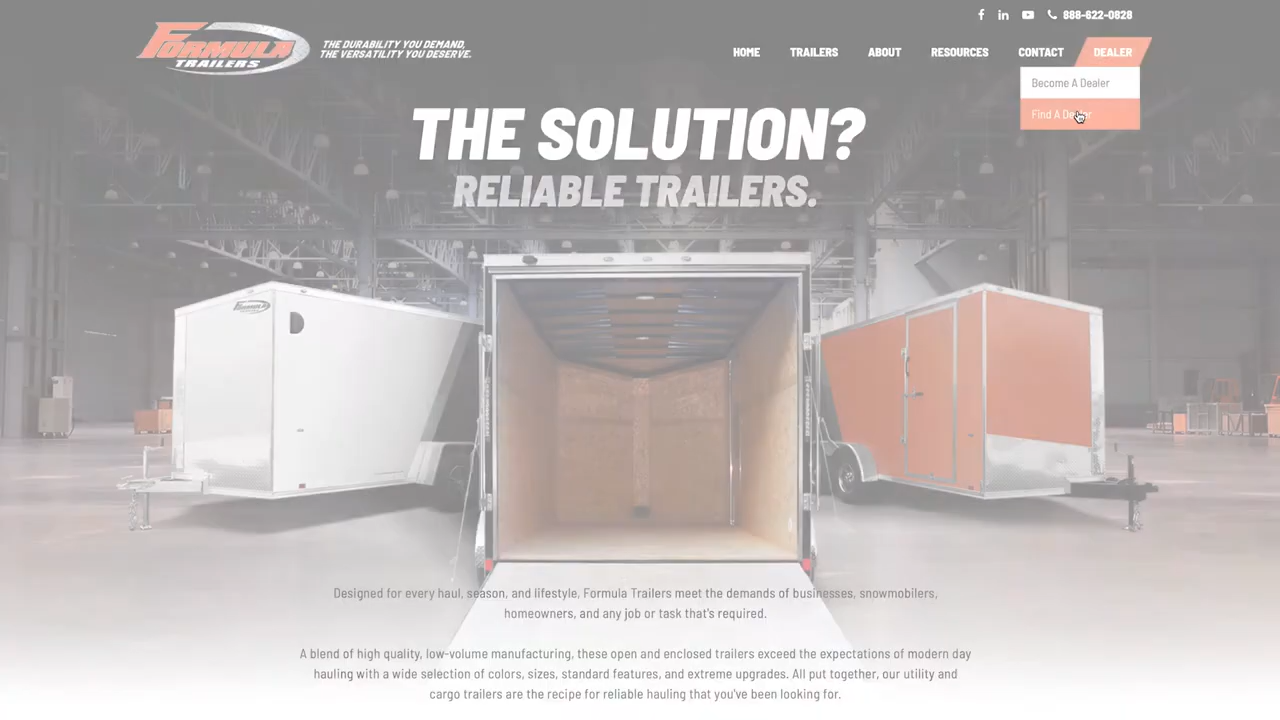 888-622-0828
FORMULA
TRAILERS
THE DURABILITY YOU DEMAND,
THE VERSATILITY YOU DESERVE.
HOME TRAILERS ABOUT RESOURCES CONTACT DEALER
Become A Dealer
Find A Dealer
THE SOLUTION?
RELIABLE TRAILERS.
FORMULA
Designed for every haul, season, and lifestyle, Formula Trailers meet the demands of businesses, snowmobilers,
homeowners, and any job or task that's required.
A blend of high quality, low-volume manufacturing, these open and enclosed trailers exceed the expectations of modern day
hauling with a wide selection of colors, sizes, standard features, and extreme upgrades. All put together, our utility and
cargo trailers are the recipe for reliable hauling that you've been looking for.